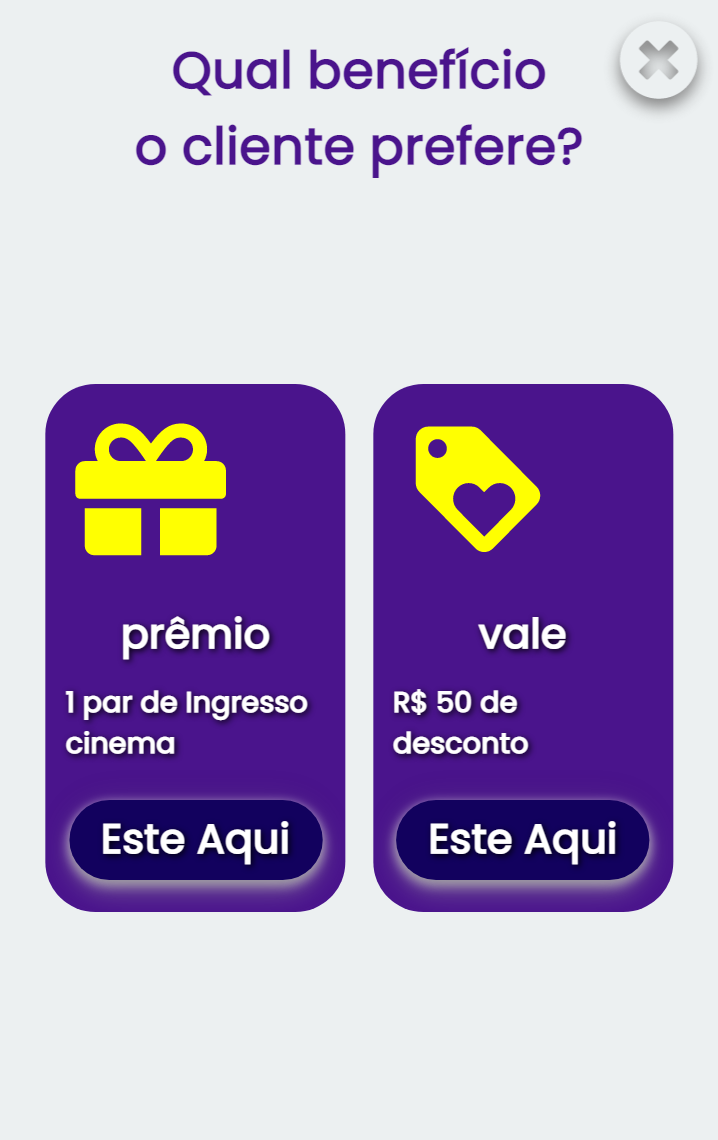 Qual benefício
o cliente prefere?
prêmio
1 par de Ingresso
cinema
Este Aqui
vale
R$ 50 de
desconto
Este Aqui